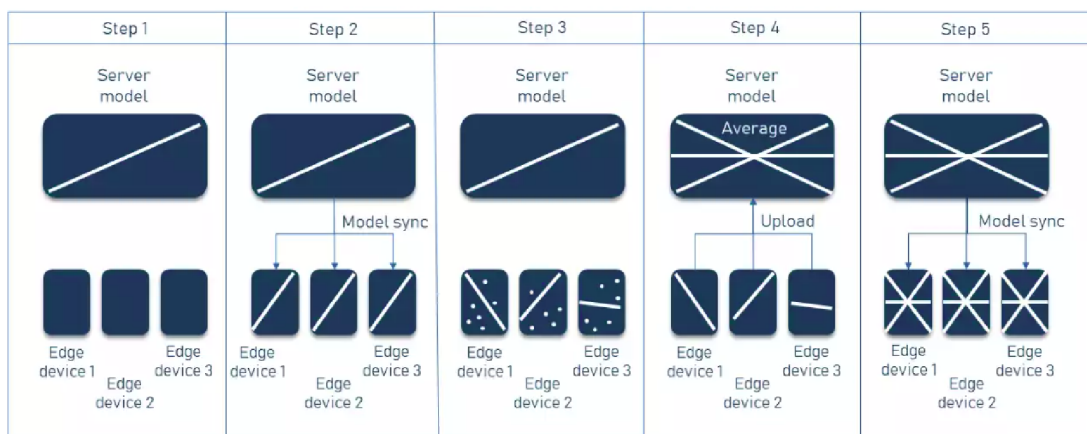 Step 1
Step 2
Step 3
Step 4
Step 5
Server
model
Server
model
Server
model
Server
model
Server
model
Average
Model sync
Upload
Model sync
Edge
device 1
Edge
device 2
Edge
device 3
Edge
device 1
Edge
device 2
Edge
device 3
Edge
device 1
Edge
device 2
Edge
device 3
Edge
device 1
Edge
device 2
Edge
device 3
Edge
device 1
Edge
device 2
Edge
device 3